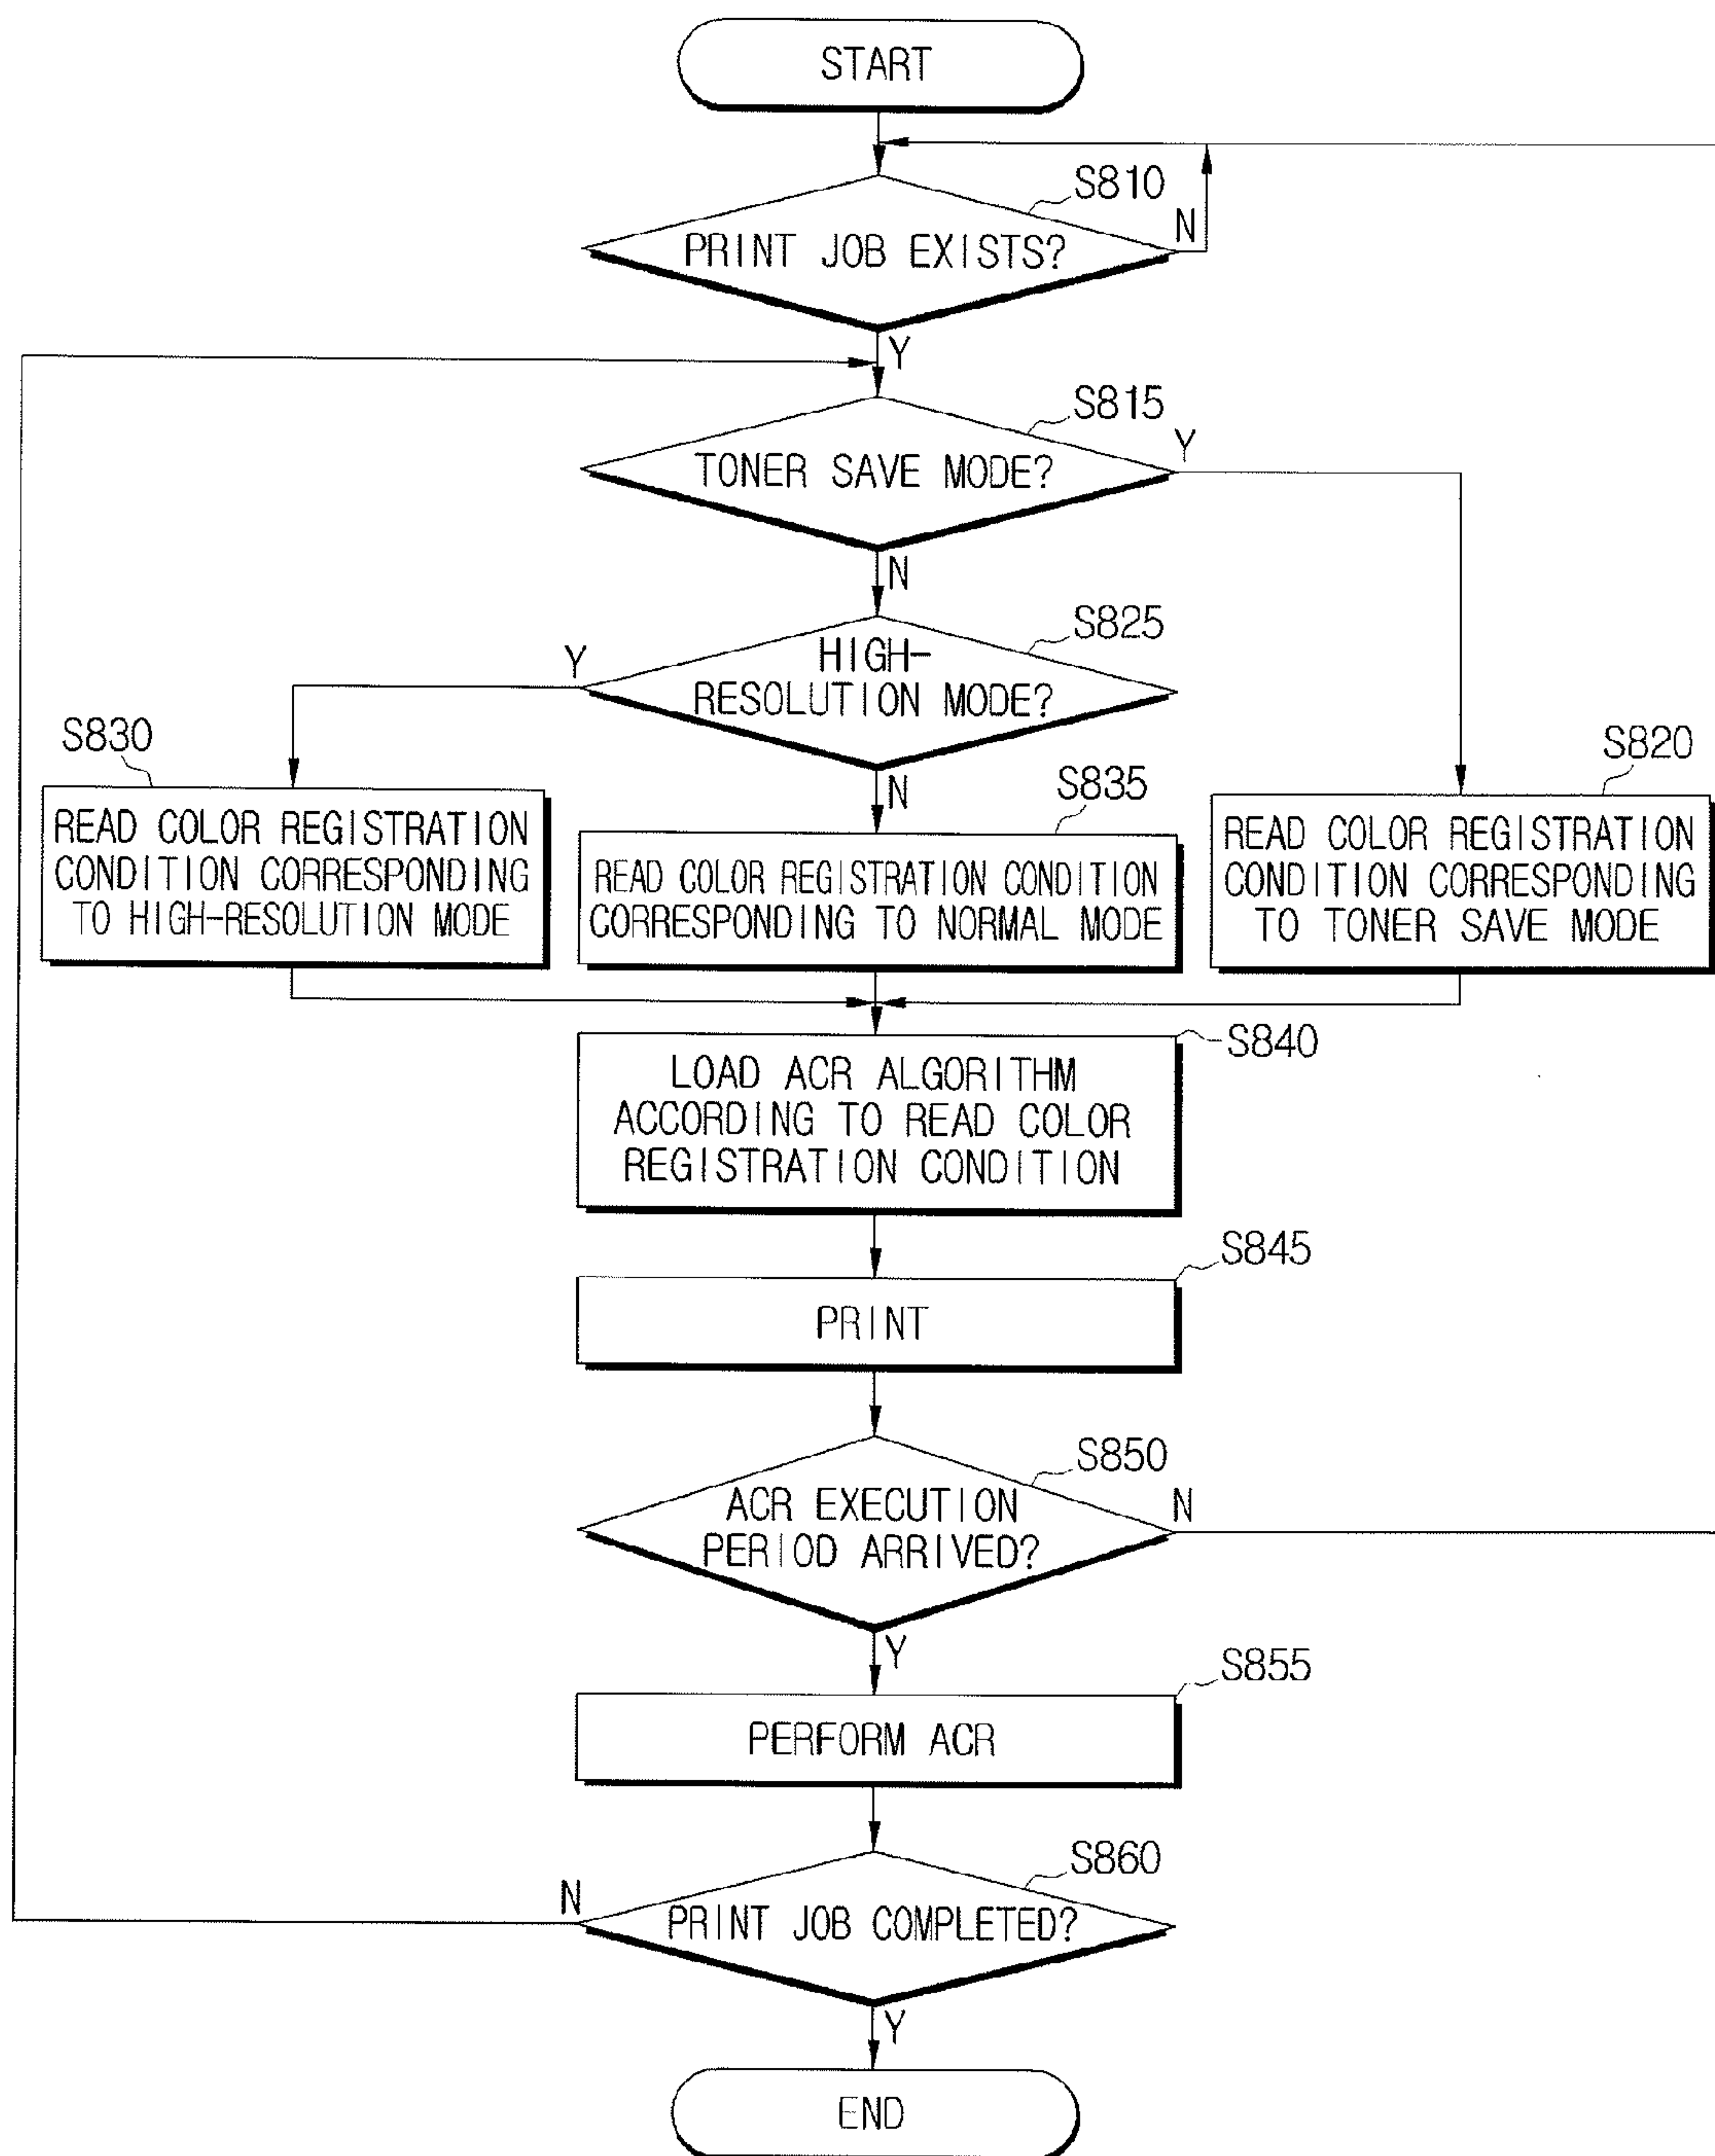 START
S810
PRINT JOB EXISTS?
N
Y
S815
TONER SAVE MODE?
Y
N
S825
HIGH-
RESOLUTION MODE?
Y
N
S830
READ COLOR REGISTRATION
CONDITION CORRESPONDING
TO HIGH-RESOLUTION MODE
S835
READ COLOR REGISTRATION CONDITION
CORRESPONDING TO NORMAL MODE
S820
READ COLOR REGISTRATION
CONDITION CORRESPONDING
TO TONER SAVE MODE
S840
LOAD ACR ALGORITHM
ACCORDING TO READ COLOR
REGISTRATION CONDITION
S845
PRINT
S850
ACR EXECUTION
PERIOD ARRIVED?
N
Y
S855
PERFORM ACR
S860
PRINT JOB COMPLETED?
N
Y
END